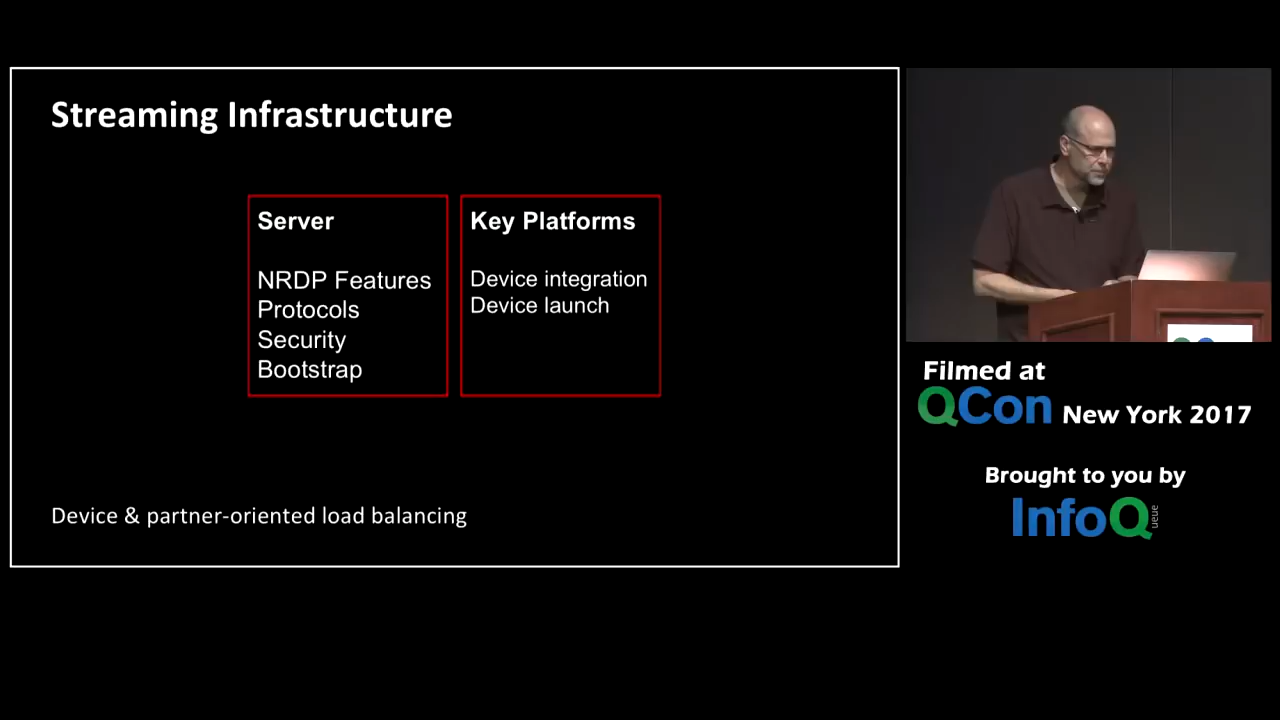 Streaming Infrastructure
Server
NRDP Features
Protocols
Security
Bootstrap
Key Platforms
Device integration
Device launch
Device & partner-oriented load balancing
Filmed at
QCon New York 2017
Brought to you by
InfoQueue